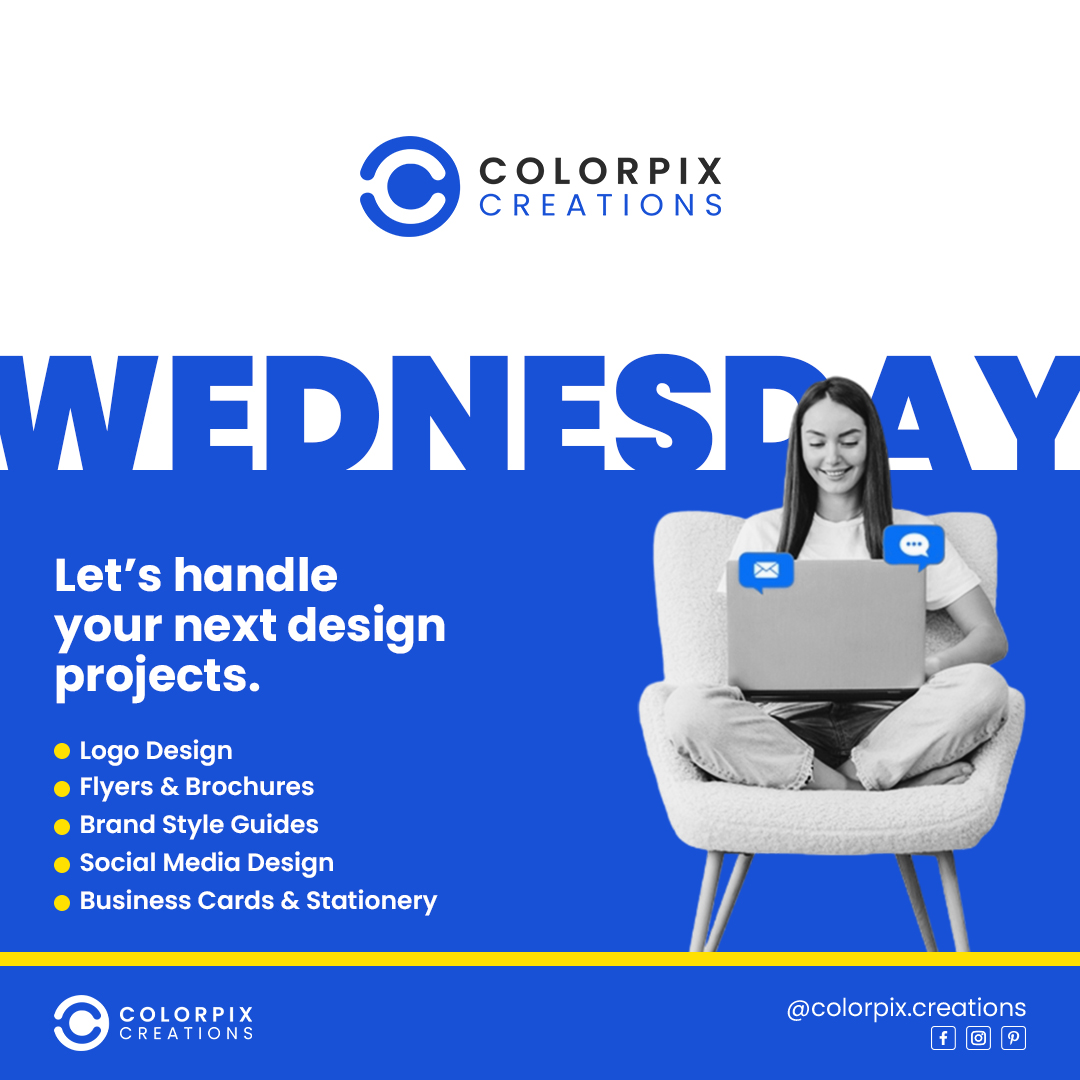 COLORPIX
CREATIONS
WEDNESDAY
Let’s handle
your next design
projects.
Logo Design
Flyers & Brochures
Brand Style Guides
Social Media Design
Business Cards & Stationery
COLORPIX
CREATIONS
@colorpix.creations